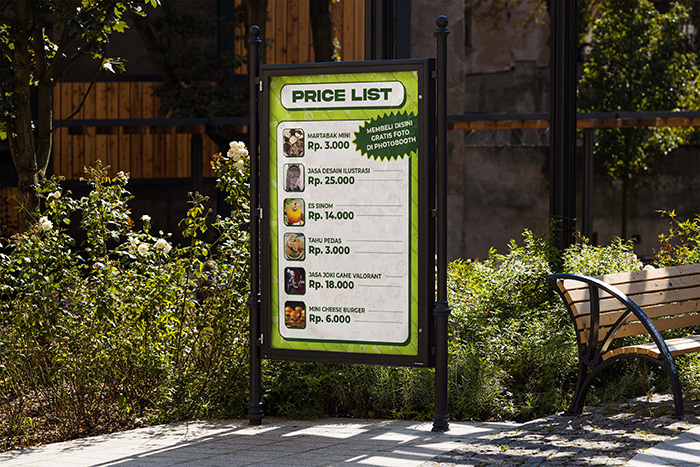 PRICE LIST
MEMBELI DISINI
GRATIS FOTO
DI PHOTOBOOTH
MARTABAK MINI
Rp. 3.000
JASA DESAIN ILUSTRASI
Rp. 25.000
ES SINOM
Rp. 14.000
TAHU PEDAS
Rp. 3.000
JASA JOKI GAME VALORANT
Rp. 18.000
MINI CHEESE BURGER
Rp. 6.000